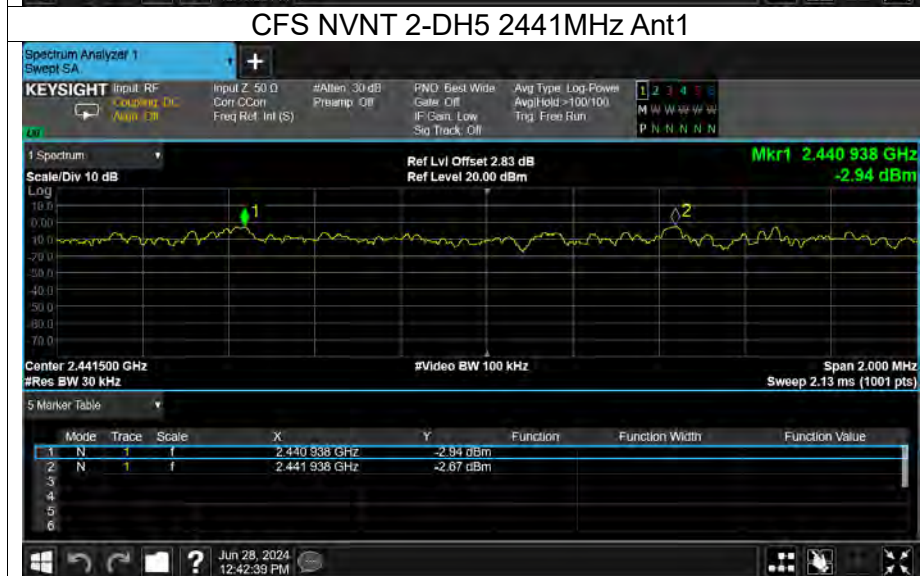 CFS NVNT 2-DH5 2441MHz Ant1
Spectrum Analyzer 1
Swept SA
+
KEYSIGHT Input: RF
Coupling: DC
Align: Off
Input Z: 50 Ω
Corr CCorr
Freq Ref: Int (S)
#Atten: 30 dB
Preamp: Off
PNO: Best Wide
Gate: Off
IF Gain: Low
Sig Track: Off
Avg Type: Log-Power
Avg|Hold >100/100
Trig: Free Run
1 2 3 4 5 6
M W W W W W
P N N N N N
1 Spectrum
Scale/Div 10 dB
Ref Lvl Offset 2.83 dB
Ref Level 20.00 dBm
Mkr1 2.440 938 GHz
-2.94 dBm
Log
10.0
0.00
-10.0
-20.0
-30.0
-40.0
-50.0
-60.0
-70.0
1
2
Center 2.441500 GHz
#Res BW 30 kHz
#Video BW 100 kHz
Span 2.000 MHz
Sweep 2.13 ms (1001 pts)
5 Marker Table
Mode Trace Scale X Y Function Function Width Function Value
1 N 1 f 2.440 938 GHz -2.94 dBm
2 N 1 f 2.441 938 GHz -2.67 dBm
3
4
5
6
? Jun 28, 2024
12:42:39 PM